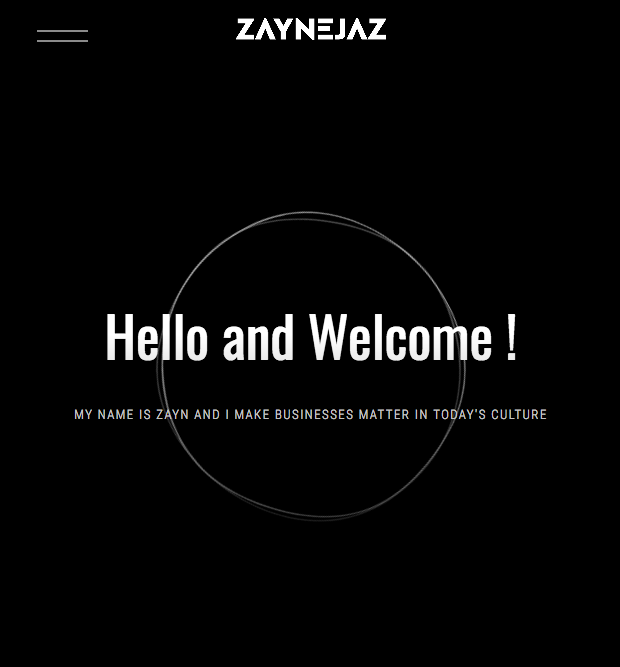 ZAYNEJAZ
Hello and Welcome !
MY NAME IS ZAYN AND I MAKE BUSINESSES MATTER IN TODAY'S CULTURE